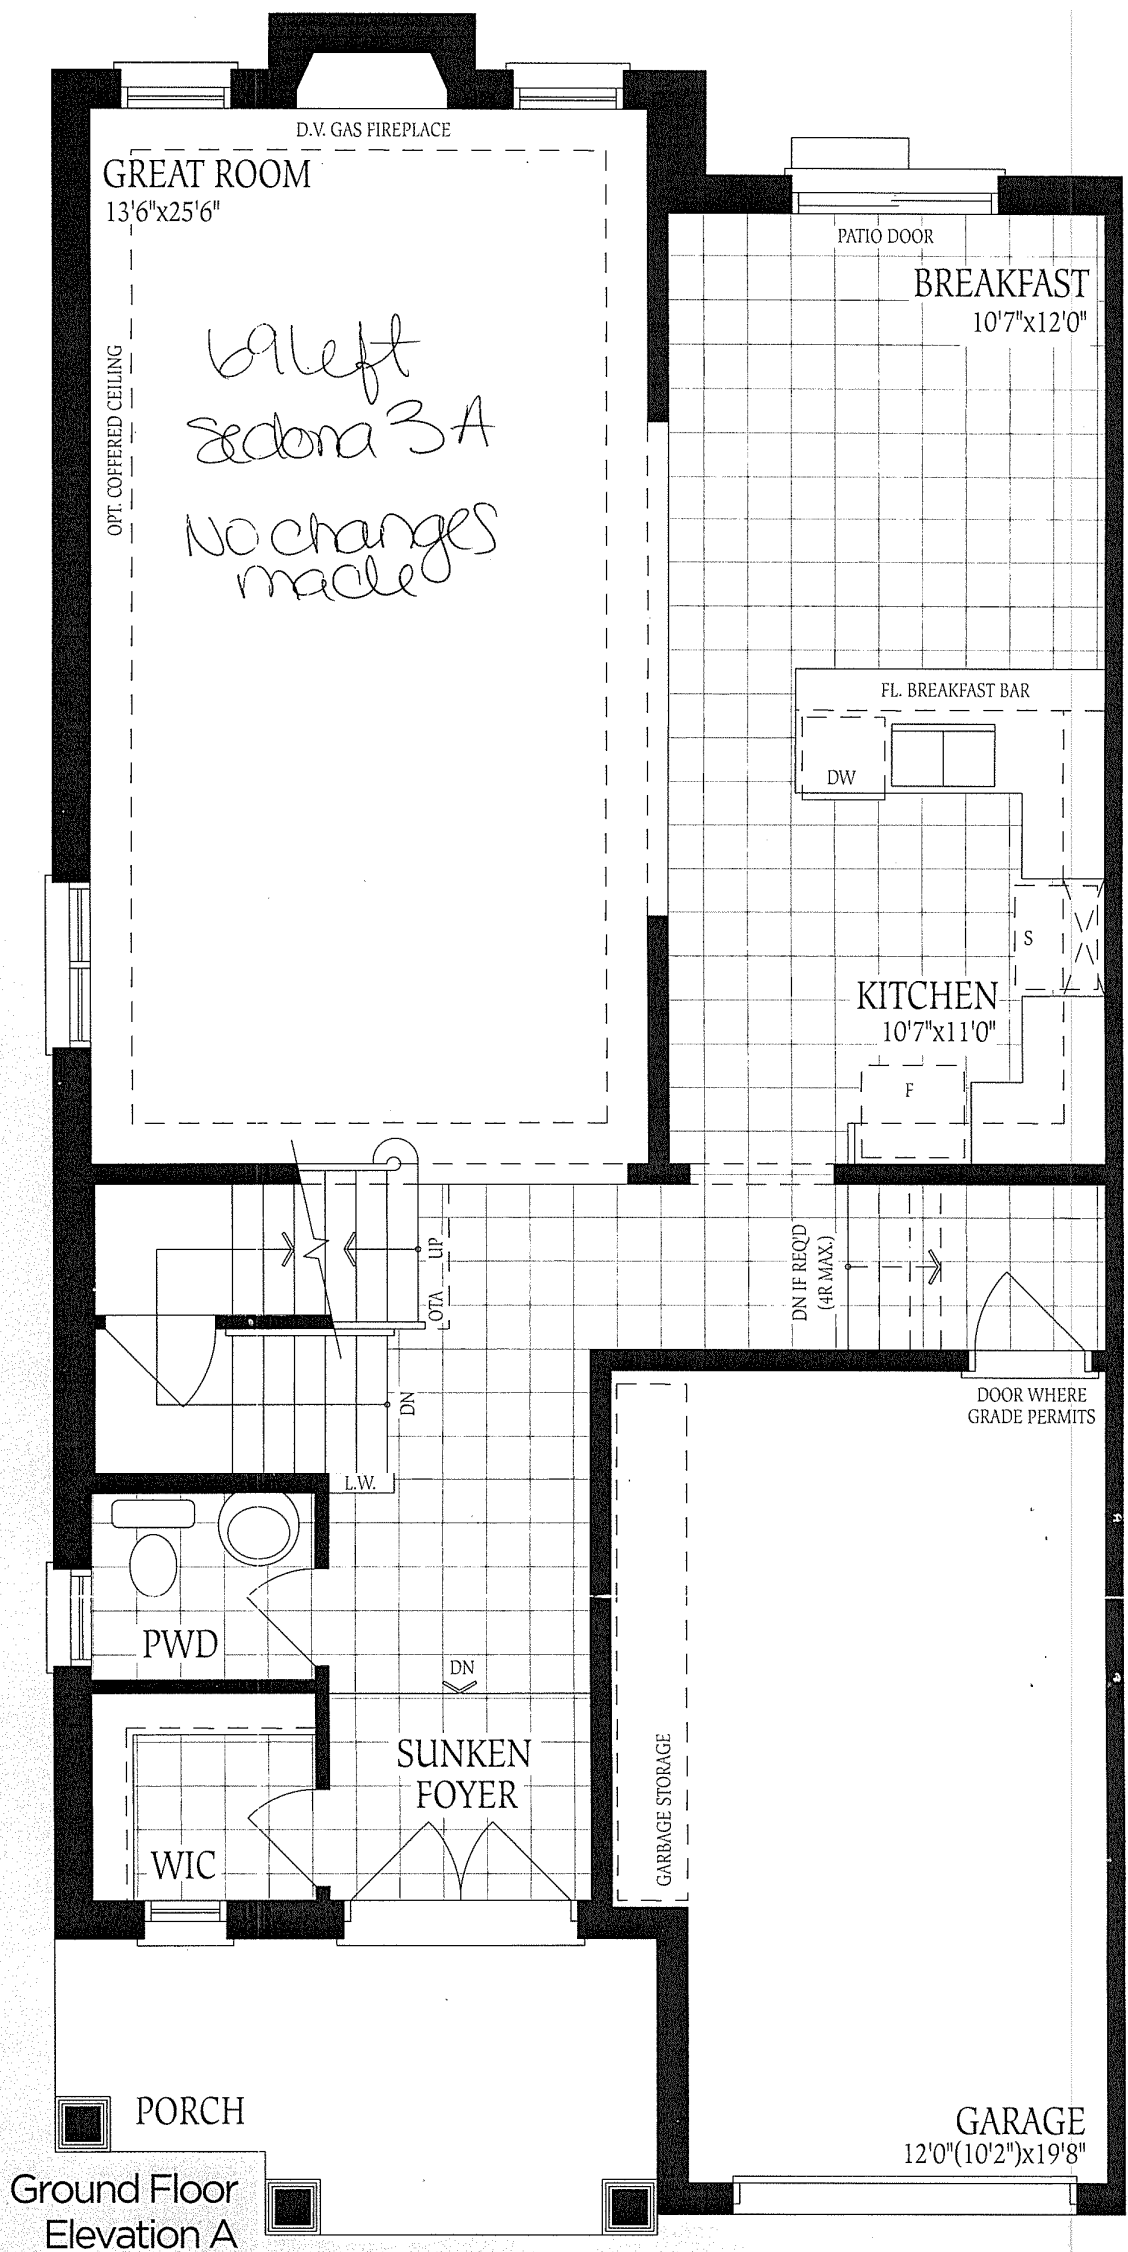 D.V. GAS FIREPLACE
GREAT ROOM
13'6"x25'6"
PATIO DOOR
BREAKFAST
10'7"x12'0"
OPT. COFFERED CEILING
69 left
Sedona 3A
No changes
made
FL. BREAKFAST BAR
DW
S
KITCHEN
10'7"x11'0"
F
UP
OTA
DN IF REQ'D
(4R MAX.)
DN
L.W.
DOOR WHERE
GRADE PERMITS
PWD
DN
SUNKEN
FOYER
WIC
GARBAGE STORAGE
PORCH
GARAGE
12'0"(10'2")x19'8"
Ground Floor
Elevation A